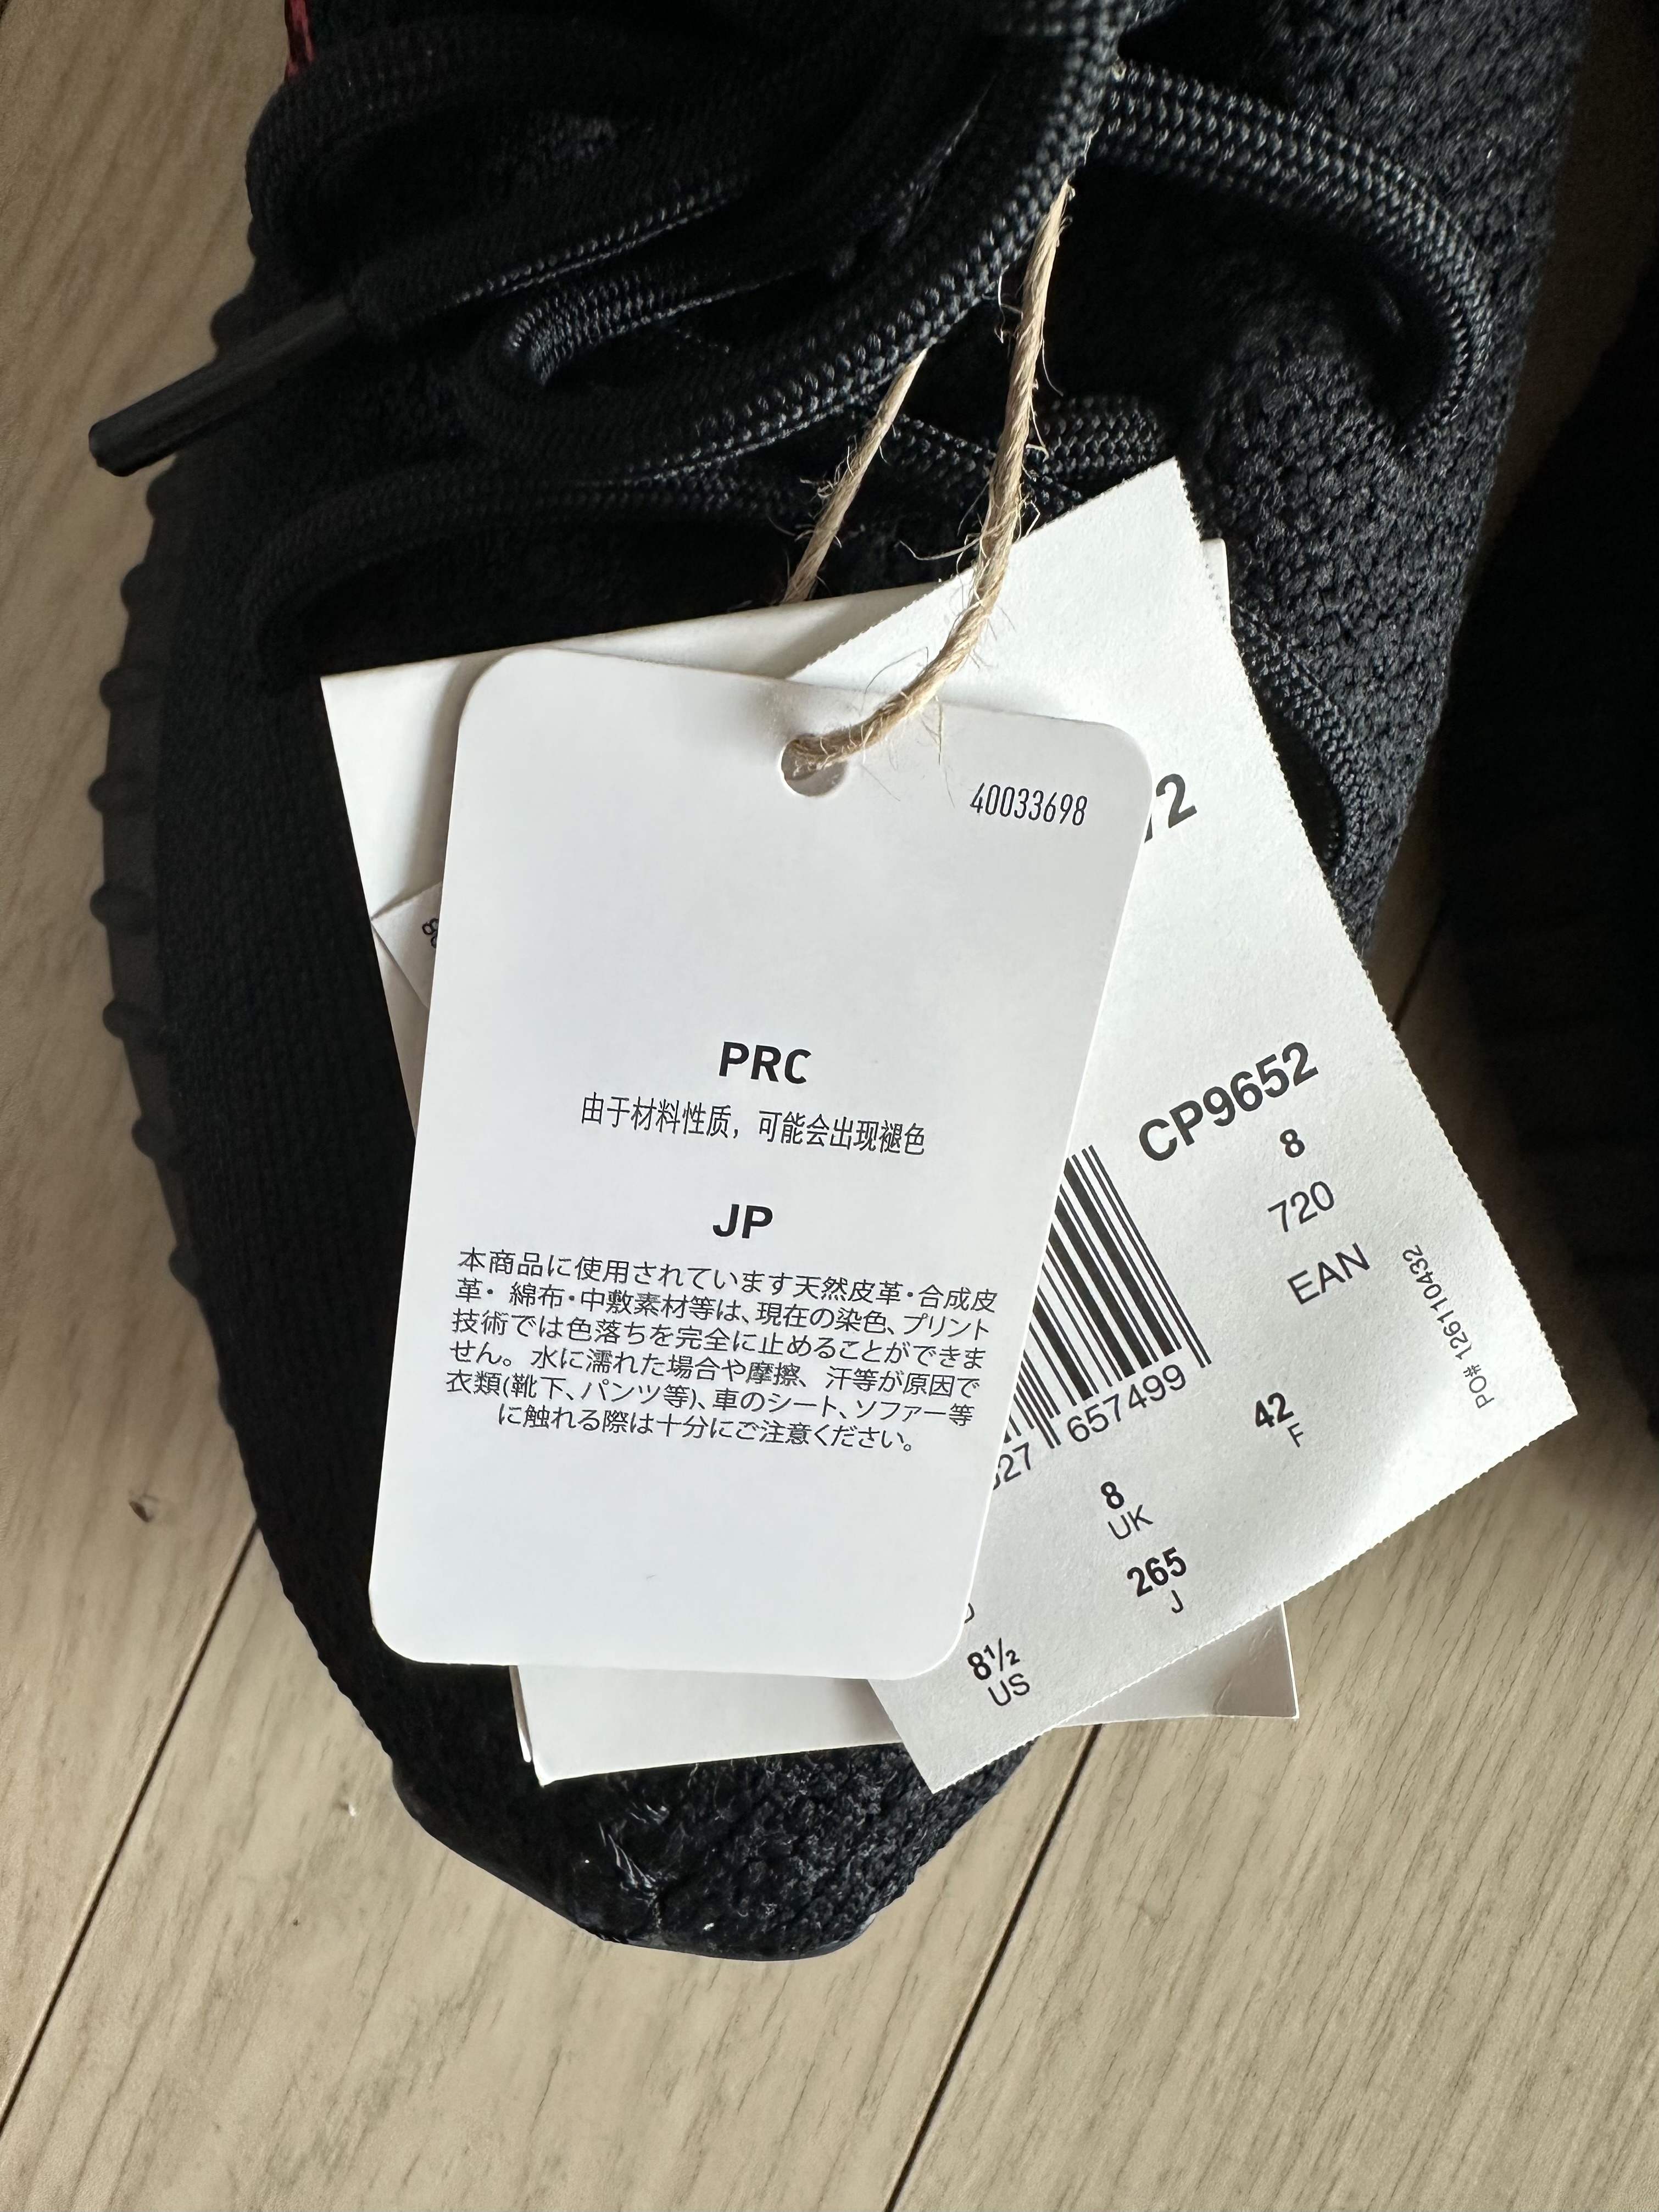 40033698
PRC
由于材料性质，可能会出现褪色
JP
本商品に使用されています天然皮革・合成皮
革・ 綿布・中敷素材等は、現在の染色、プリント
技術では色落ちを完全に止めることができま
せん。 水に濡れた場合や摩擦、 汗等が原因で
衣類(靴下、パンツ等)、車のシート、ソファー等
に触れる際は十分にご注意ください。
2
CP9652
8
720
EAN
PO# 126110432
27 657499
42
F
8
UK
265
J
8½
US